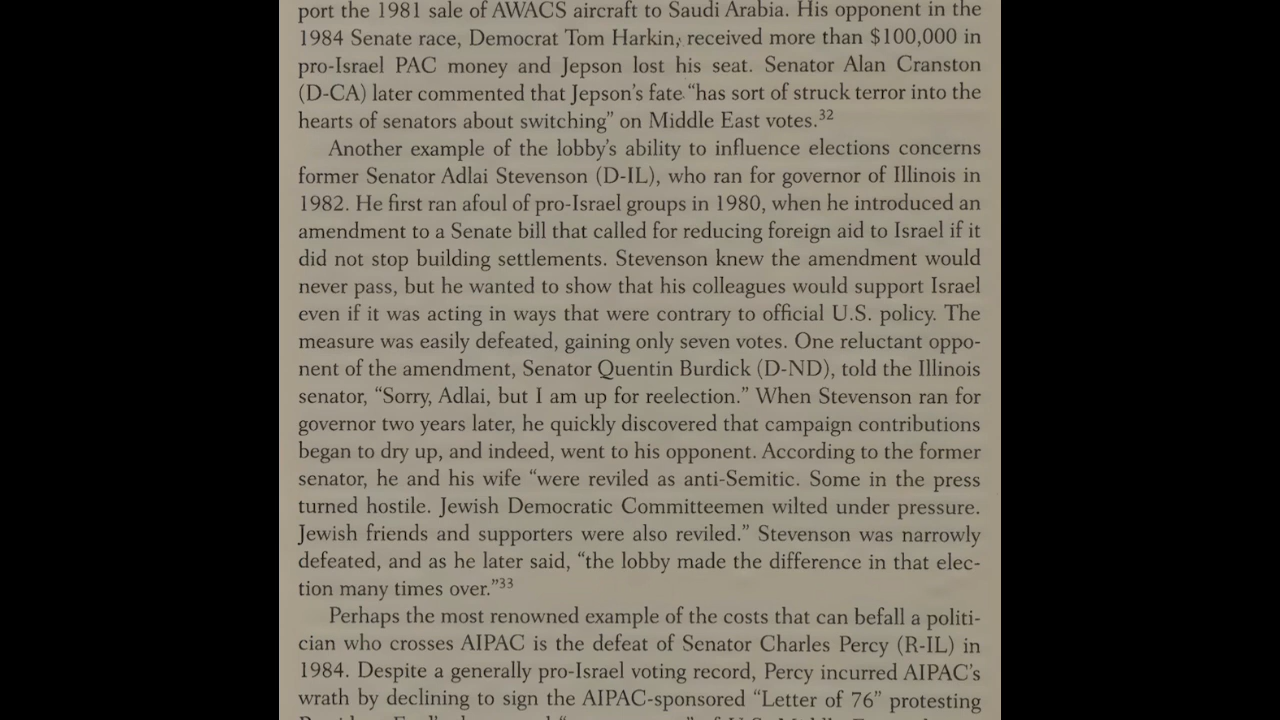 port the 1981 sale of AWACS aircraft to Saudi Arabia. His opponent in the
1984 Senate race, Democrat Tom Harkin, received more than $100,000 in
pro-Israel PAC money and Jepson lost his seat. Senator Alan Cranston
(D-CA) later commented that Jepson's fate “has sort of struck terror into the
hearts of senators about switching” on Middle East votes.32
Another example of the lobby's ability to influence elections concerns
former Senator Adlai Stevenson (D-IL), who ran for governor of Illinois in
1982. He first ran afoul of pro-Israel groups in 1980, when he introduced an
amendment to a Senate bill that called for reducing foreign aid to Israel if it
did not stop building settlements. Stevenson knew the amendment would
never pass, but he wanted to show that his colleagues would support Israel
even if it was acting in ways that were contrary to official U.S. policy. The
measure was easily defeated, gaining only seven votes. One reluctant oppo-
nent of the amendment, Senator Quentin Burdick (D-ND), told the Illinois
senator, “Sorry, Adlai, but I am up for reelection.” When Stevenson ran for
governor two years later, he quickly discovered that campaign contributions
began to dry up, and indeed, went to his opponent. According to the former
senator, he and his wife “were reviled as anti-Semitic. Some in the press
turned hostile. Jewish Democratic Committeemen wilted under pressure.
Jewish friends and supporters were also reviled.” Stevenson was narrowly
defeated, and as he later said, “the lobby made the difference in that elec-
tion many times over.”33
Perhaps the most renowned example of the costs that can befall a politi-
cian who crosses AIPAC is the defeat of Senator Charles Percy (R-IL) in
1984. Despite a generally pro-Israel voting record, Percy incurred AIPAC's
wrath by declining to sign the AIPAC-sponsored “Letter of 76” protesting